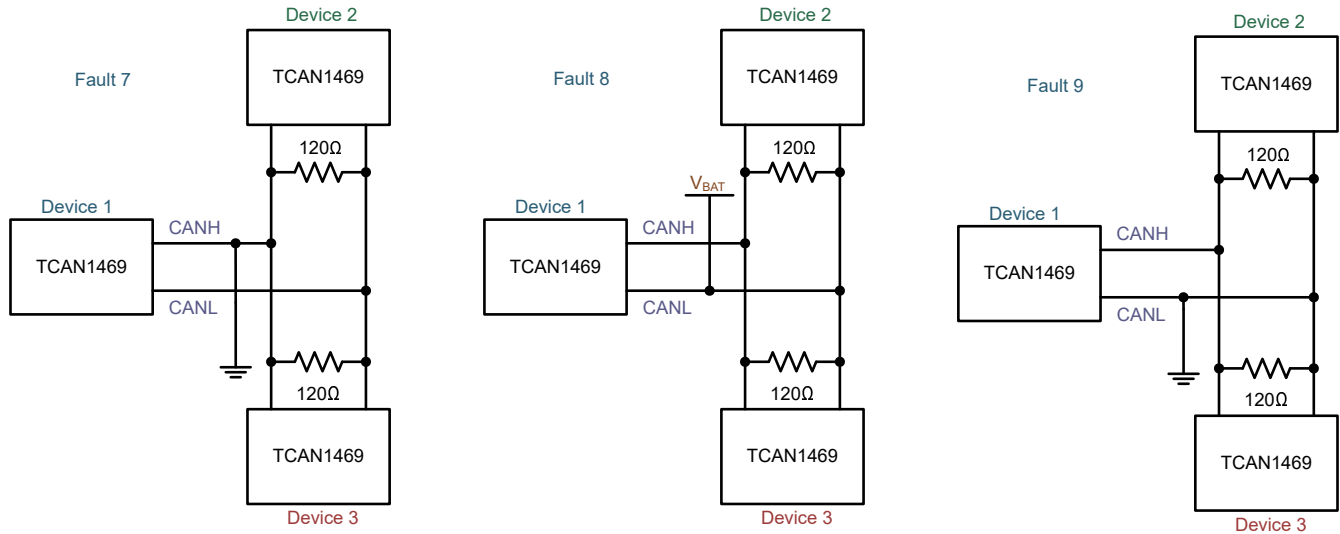 Fault 7
Device 2
TCAN1469
120Ω
Device 1
TCAN1469
CANH
CANL
120Ω
TCAN1469
Device 3
Fault 8
Device 2
TCAN1469
120Ω
VBAT
Device 1
TCAN1469
CANH
CANL
120Ω
TCAN1469
Device 3
Fault 9
Device 2
TCAN1469
120Ω
Device 1
TCAN1469
CANH
CANL
120Ω
TCAN1469
Device 3